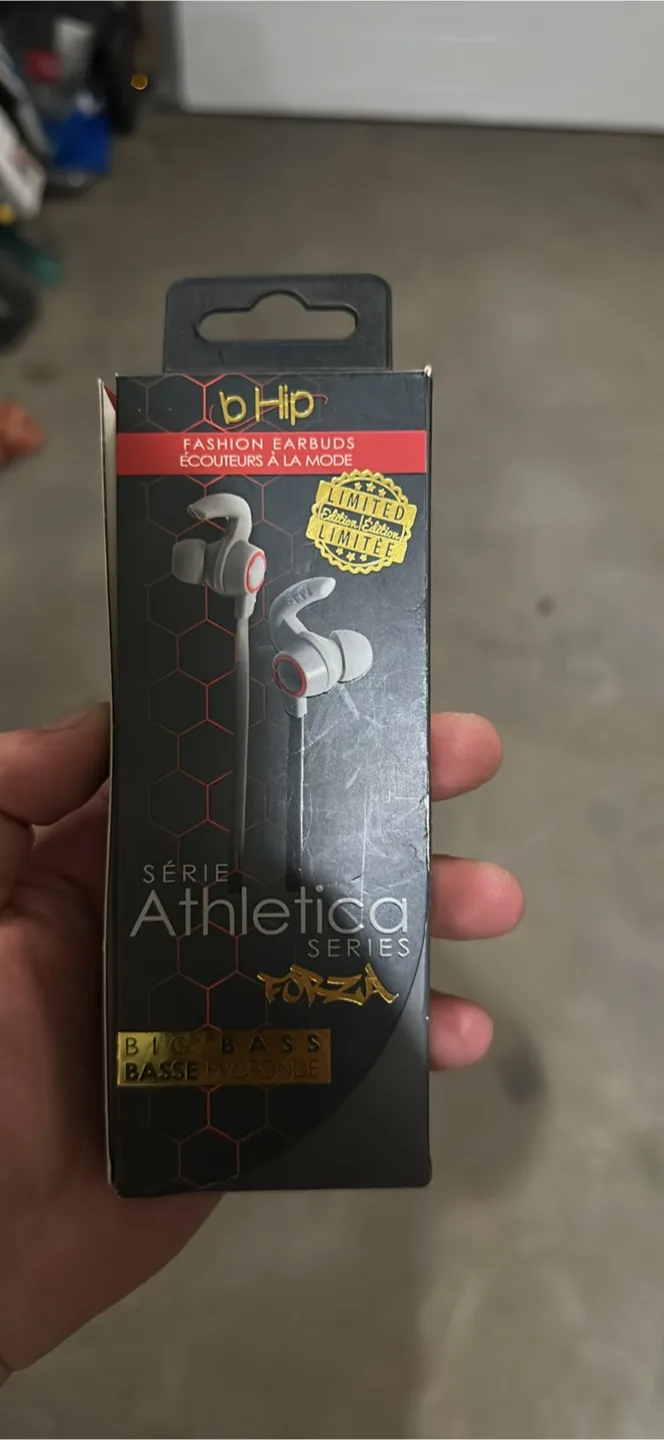 b Hip
FASHION EARBUDS
ÉCOUTEURS À LA MODE
LIMITED
Edition | Édition
LIMITÉE
SÉRIE
Athletica
SERIES
FORZA
BIG BASS
BASSE PROFONDE